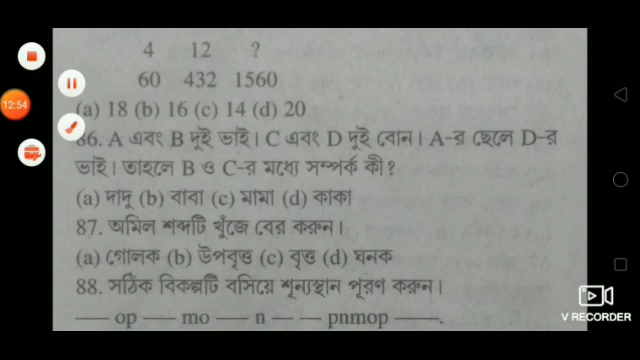 4 12 ?
60 432 1560
12:54
(a) 18 (b) 16 (c) 14 (d) 20
86. A এবং B দুই ভাই। C এবং D দুই বোন। A-র ছেলে D-র
ভাই। তাহলে B ও C-র মধ্যে সম্পর্ক কী?
(a) দাদু (b) বাবা (c) মামা (d) কাকা
87. অমিল শব্দটি খুঁজে বের করুন।
(a) গোলক (b) উপবৃত্ত (c) বৃত্ত (d) ঘনক
88. সঠিক বিকল্পটি বসিয়ে শূন্যস্থান পূরণ করুন।
— op — mo — n — — pnmop —.
V RECORDER